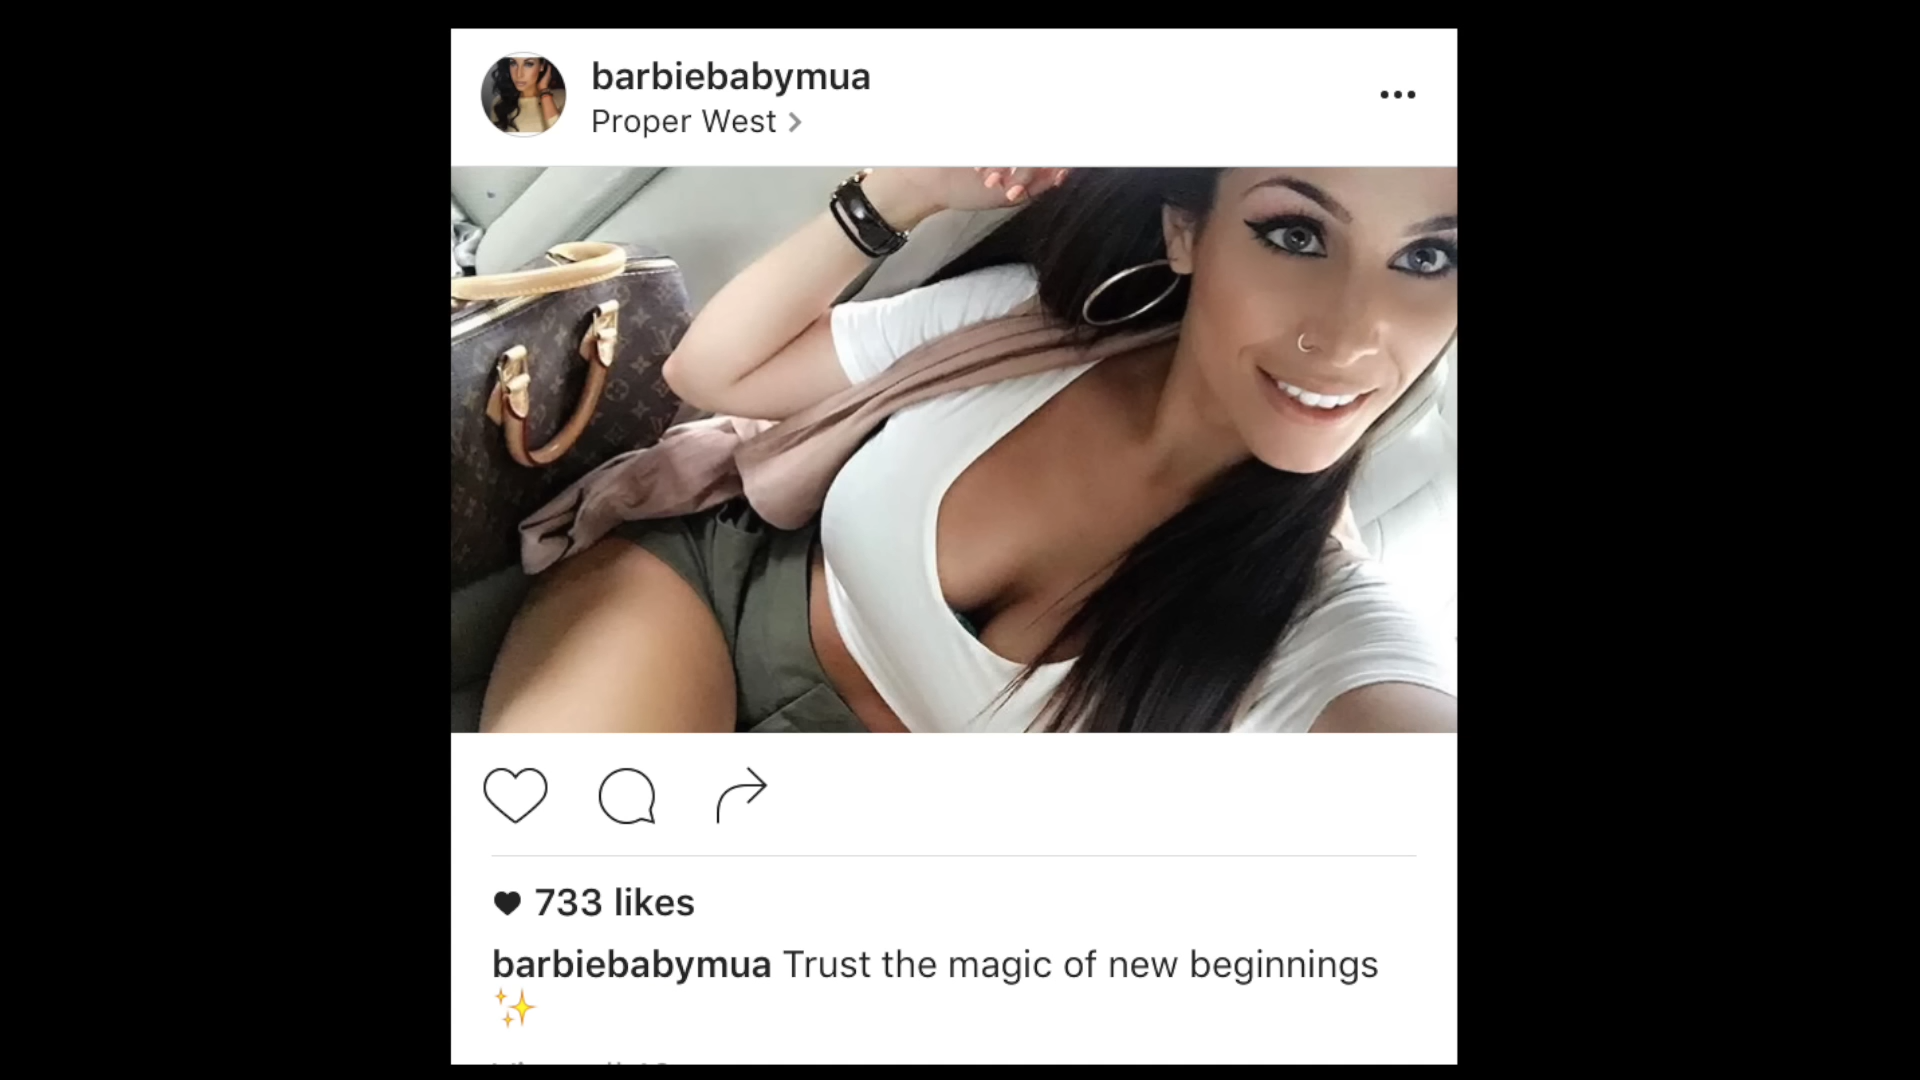 barbiebabymua
Proper West
733 likes
barbiebabymua Trust the magic of new beginnings
✨